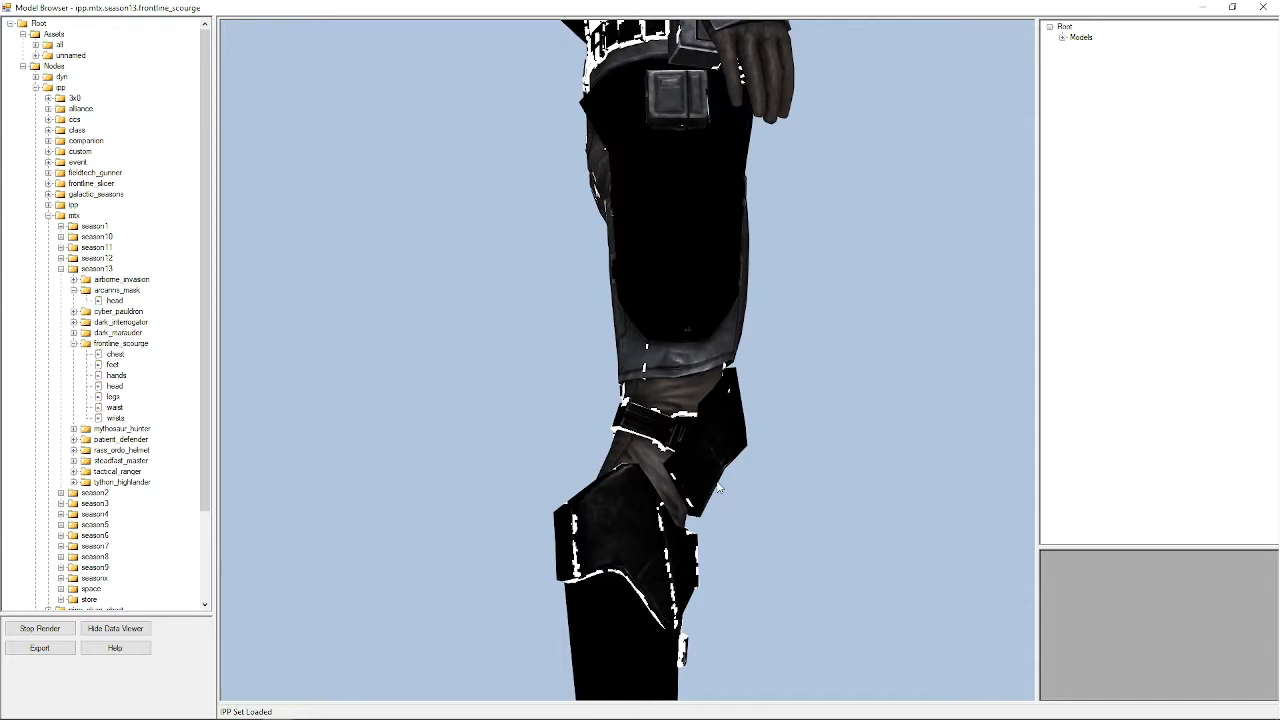 Model Browser - ipp.mtx.season13.frontline_scourge
Root
Assets
all
unnamed
Nodes
dyn
ipp
3x0
alliance
ccs
class
companion
custom
event
fieldtech_gunner
frontline_slicer
galactic_seasons
ipp
mtx
season1
season10
season11
season12
season13
airborne_invasion
arcanns_mask
head
cyber_pauldron
dark_interrogator
dark_marauder
frontline_scourge
chest
feet
hands
head
legs
waist
wrists
mythosaur_hunter
patient_defender
rass_ordo_helmet
steadfast_master
tactical_ranger
tython_highlander
season2
season3
season4
season5
season6
season7
season8
season9
seasonx
space
store
Stop Render
Hide Data Viewer
Export
Help
Root
Models
IPP Set Loaded